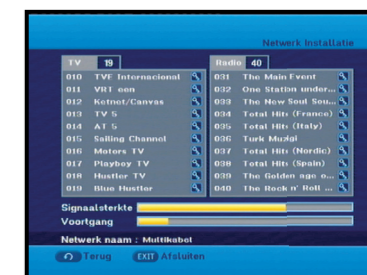 Netwerk Installatie
TV 19
010 TVE Internacional
011 VRT een
012 Ketnet/Canvas
013 TV 5
014 AT 5
015 Sailing Channel
016 Motors TV
017 Playboy TV
018 Hustler TV
019 Blue Hustler
Radio 40
031 The Main Event
032 One Station under...
033 The New Soul Sou...
034 Total Hits (France)
035 Total Hits (Italy)
036 Turk Muzigi
037 Total Hits (Nordic)
038 Total Hits (Spain)
039 The Golden age o...
040 The Rock n' Roll ...
Signaalsterkte
Voortgang
Netwerk naam : Multikabel
Terug EXIT Afsluiten